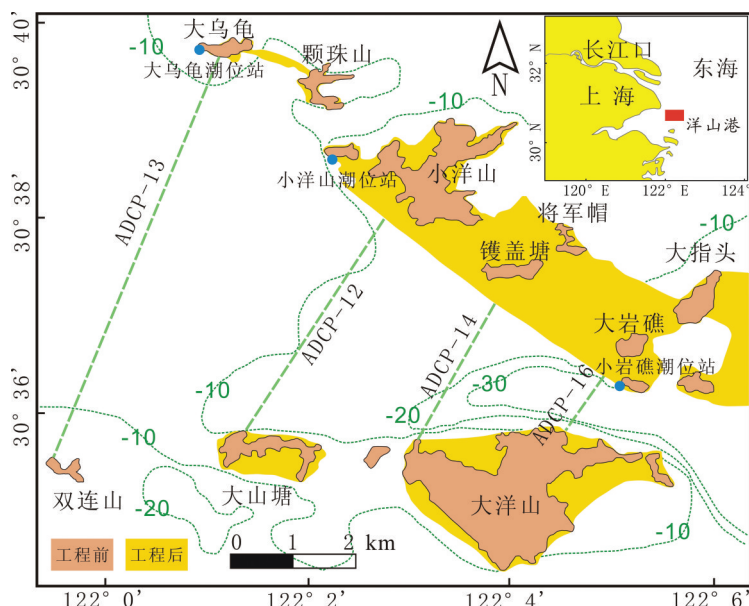 30°40′
30°38′
30°36′
122°0′
122°2′
122°4′
122°6′
大乌龟
大乌龟潮位站
颗珠山
-10
-10
N
长江口
东海
上海
洋山港
32°N
30°N
120°E
122°E
124°
小洋山潮位站
小洋山
将军帽
镬盖塘
大指头
大岩礁
小岩礁潮位站
-10
ADCP-13
ADCP-12
ADCP-14
ADCP-16
-10
-30
-20
-10
-20
-10
双连山
大山塘
大洋山
工程前
工程后
0 1 2 km